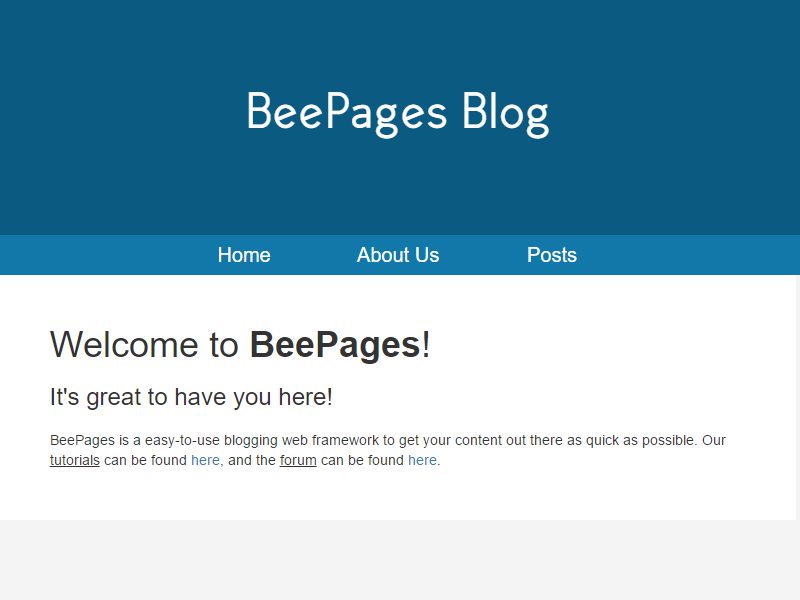 BeePages Blog
Home About Us Posts
Welcome to BeePages!
It's great to have you here!
BeePages is a easy-to-use blogging web framework to get your content out there as quick as possible. Our
tutorials can be found here, and the forum can be found here.